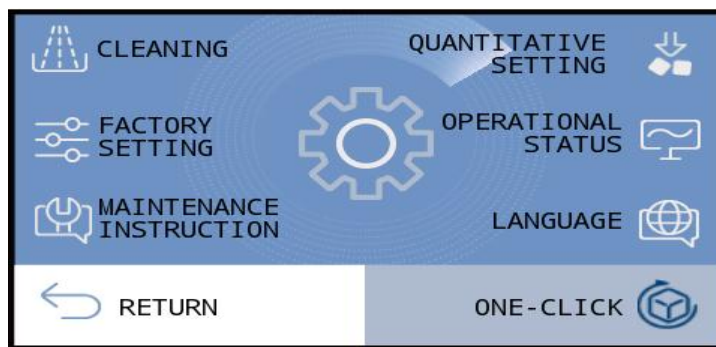 CLEANING
QUANTITATIVE
SETTING
FACTORY
SETTING
OPERATIONAL
STATUS
MAINTENANCE
INSTRUCTION
LANGUAGE
RETURN
ONE-CLICK